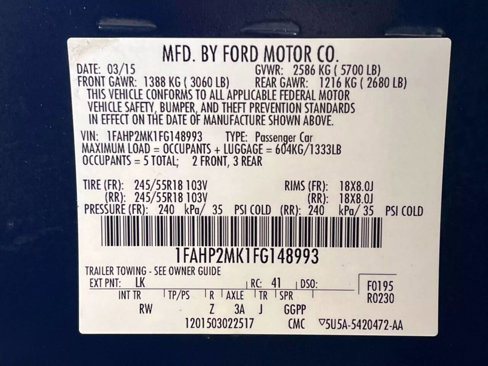 MFD. BY FORD MOTOR CO.
DATE: 03/15 GVWR: 2586 KG (5700 LB)
FRONT GAWR: 1388 KG (3060 LB) REAR GAWR: 1216 KG (2680 LB)
THIS VEHICLE CONFORMS TO ALL APPLICABLE FEDERAL MOTOR
VEHICLE SAFETY, BUMPER, AND THEFT PREVENTION STANDARDS
IN EFFECT ON THE DATE OF MANUFACTURE SHOWN ABOVE.
VIN: 1FAHP2MK1FG148993 TYPE: Passenger Car
MAXIMUM LOAD = OCCUPANTS + LUGGAGE = 604KG/1333LB
OCCUPANTS = 5 TOTAL; 2 FRONT, 3 REAR
TIRE (FR): 245/55R18 103V RIMS (FR): 18X8.0J
(RR): 245/55R18 103V (RR): 18X8.0J
PRESSURE (FR): 240 kPa/ 35 PSI COLD (RR): 240 kPa/ 35 PSI COLD
1FAHP2MK1FG148993
TRAILER TOWING - SEE OWNER GUIDE
EXT PNT: LK RC: 41 DSO: F0195
INT TR TP/PS R AXLE TR SPR R0230
RW Z 3A J GGPP
1201503022517 CMC ▽5U5A-5420472-AA